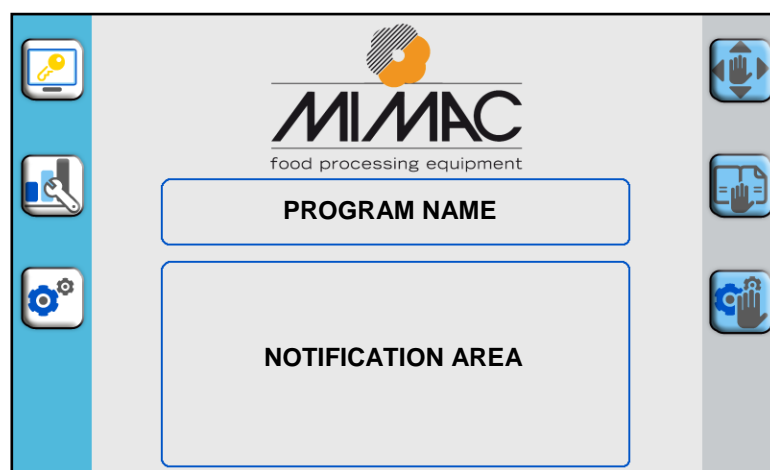 MIMAC
food processing equipment
PROGRAM NAME
NOTIFICATION AREA